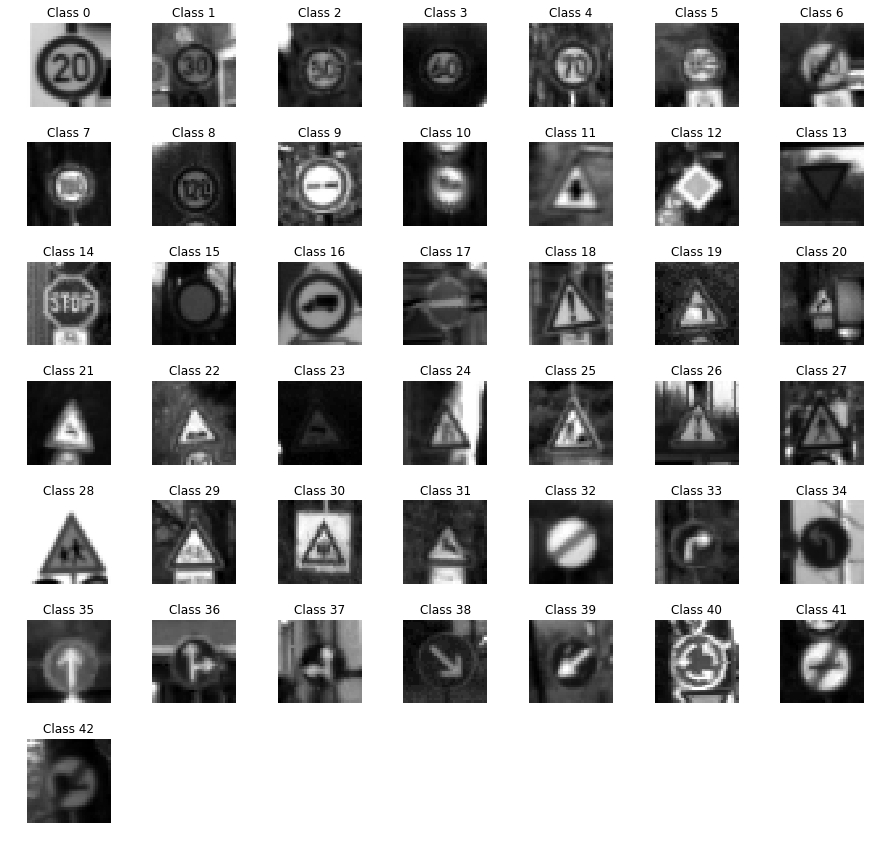 Class 0 Class 1 Class 2 Class 3 Class 4 Class 5 Class 6
20 30 50 60 70
Class 7 Class 8 Class 9 Class 10 Class 11 Class 12 Class 13
120
Class 14 Class 15 Class 16 Class 17 Class 18 Class 19 Class 20
STOP
Class 21 Class 22 Class 23 Class 24 Class 25 Class 26 Class 27
Class 28 Class 29 Class 30 Class 31 Class 32 Class 33 Class 34
Class 35 Class 36 Class 37 Class 38 Class 39 Class 40 Class 41
Class 42